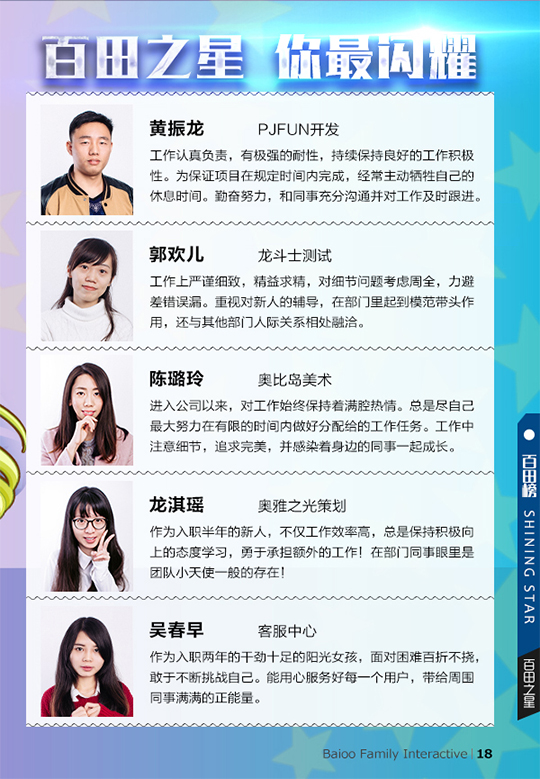 百田之星 你最闪耀
黄振龙 PJFUN开发
工作认真负责，有极强的耐性，持续保持良好的工作积极
性。为保证项目在规定时间内完成，经常主动牺牲自己的
休息时间。勤奋努力，和同事充分沟通并对工作及时跟进。
郭欢儿 龙斗士测试
工作上严谨细致，精益求精，对细节问题考虑周全，力避
差错误漏。重视对新人的辅导，在部门里起到模范带头作
用，还与其他部门人际关系相处融洽。
陈璐玲 奥比岛美术
进入公司以来，对工作始终保持着满腔热情。总是尽自己
最大努力在有限的时间内做好分配给的工作任务。工作中
注意细节，追求完美，并感染着身边的同事一起成长。
龙淇瑶 奥雅之光策划
作为入职半年的新人，不仅工作效率高，总是保持积极向
上的态度学习，勇于承担额外的工作！在部门同事眼里是
团队小天使一般的存在！
吴春早 客服中心
作为入职两年的干劲十足的阳光女孩，面对困难百折不挠，
敢于不断挑战自己。能用心服务好每一个用户，带给周围
同事满满的正能量。
百田榜 SHINING STAR
百田之星
Baioo Family Interactive | 18